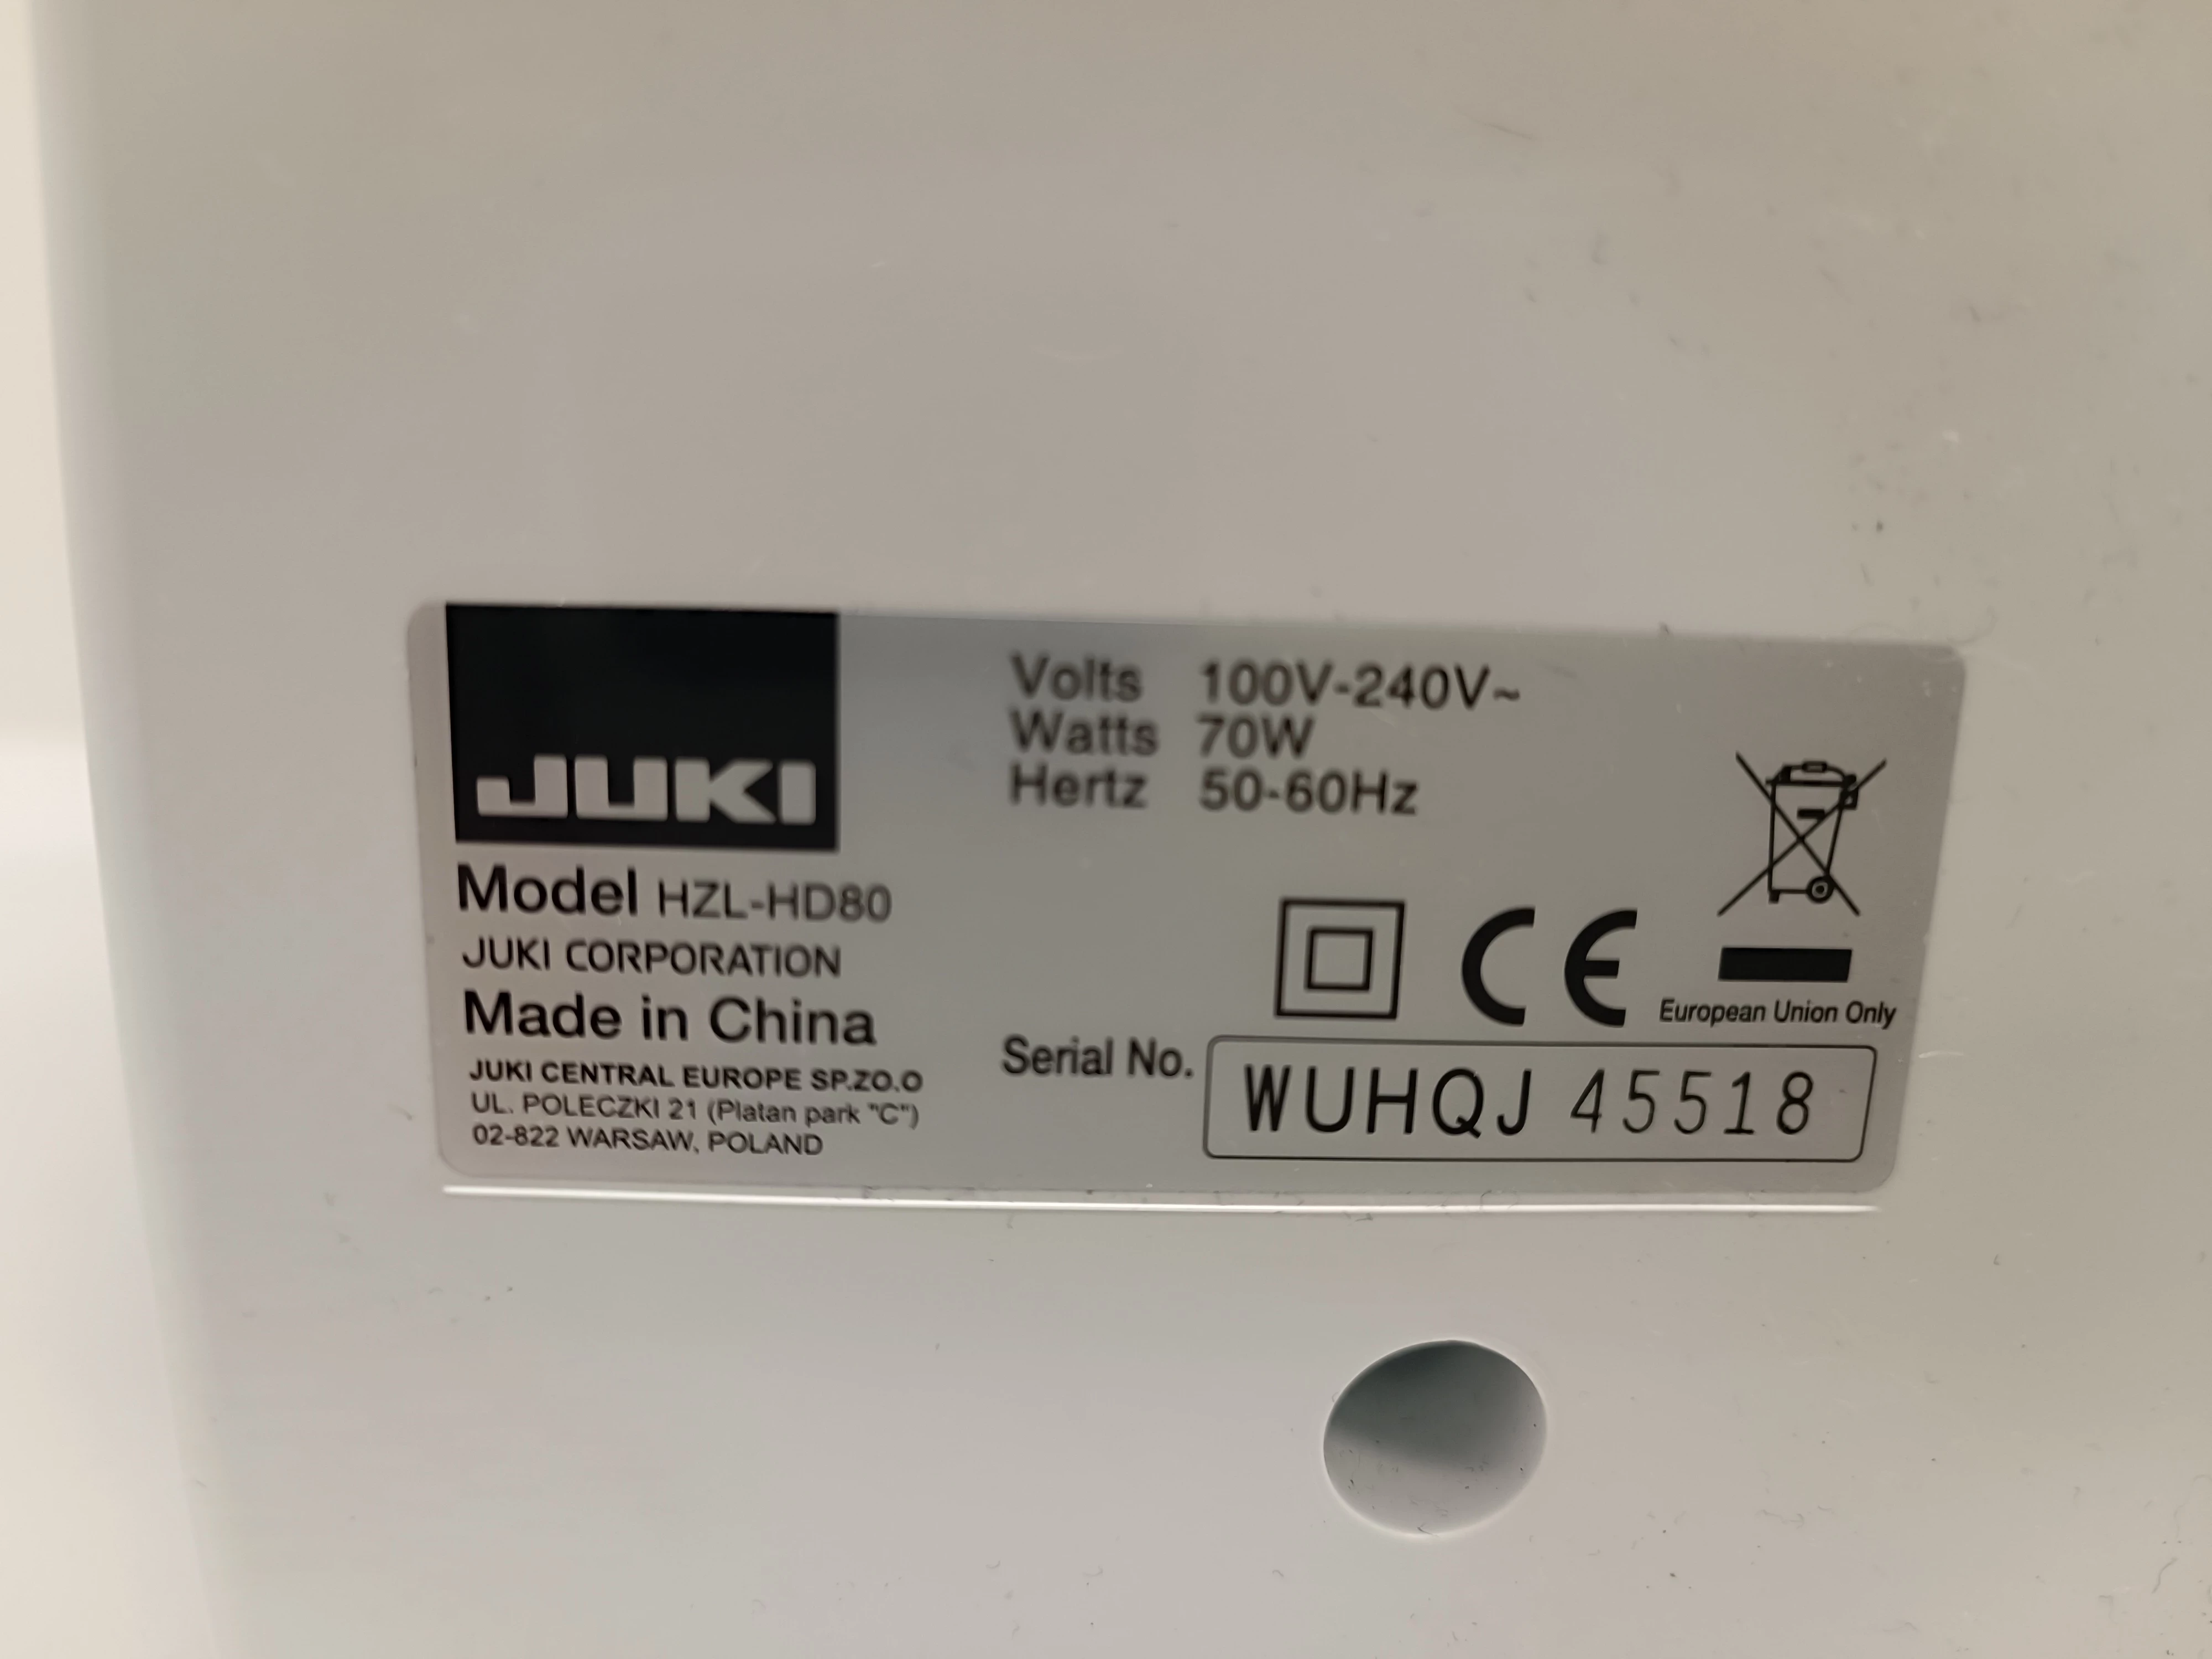 JUKI
Model HZL-HD80
JUKI CORPORATION
Made in China
JUKI CENTRAL EUROPE SP.ZO.O
UL. POLECZKI 21 (Platan park "C")
02-822 WARSAW, POLAND
Volts 100V-240V~
Watts 70W
Hertz 50-60Hz
CE
European Union Only
Serial No. WUHQJ 45518